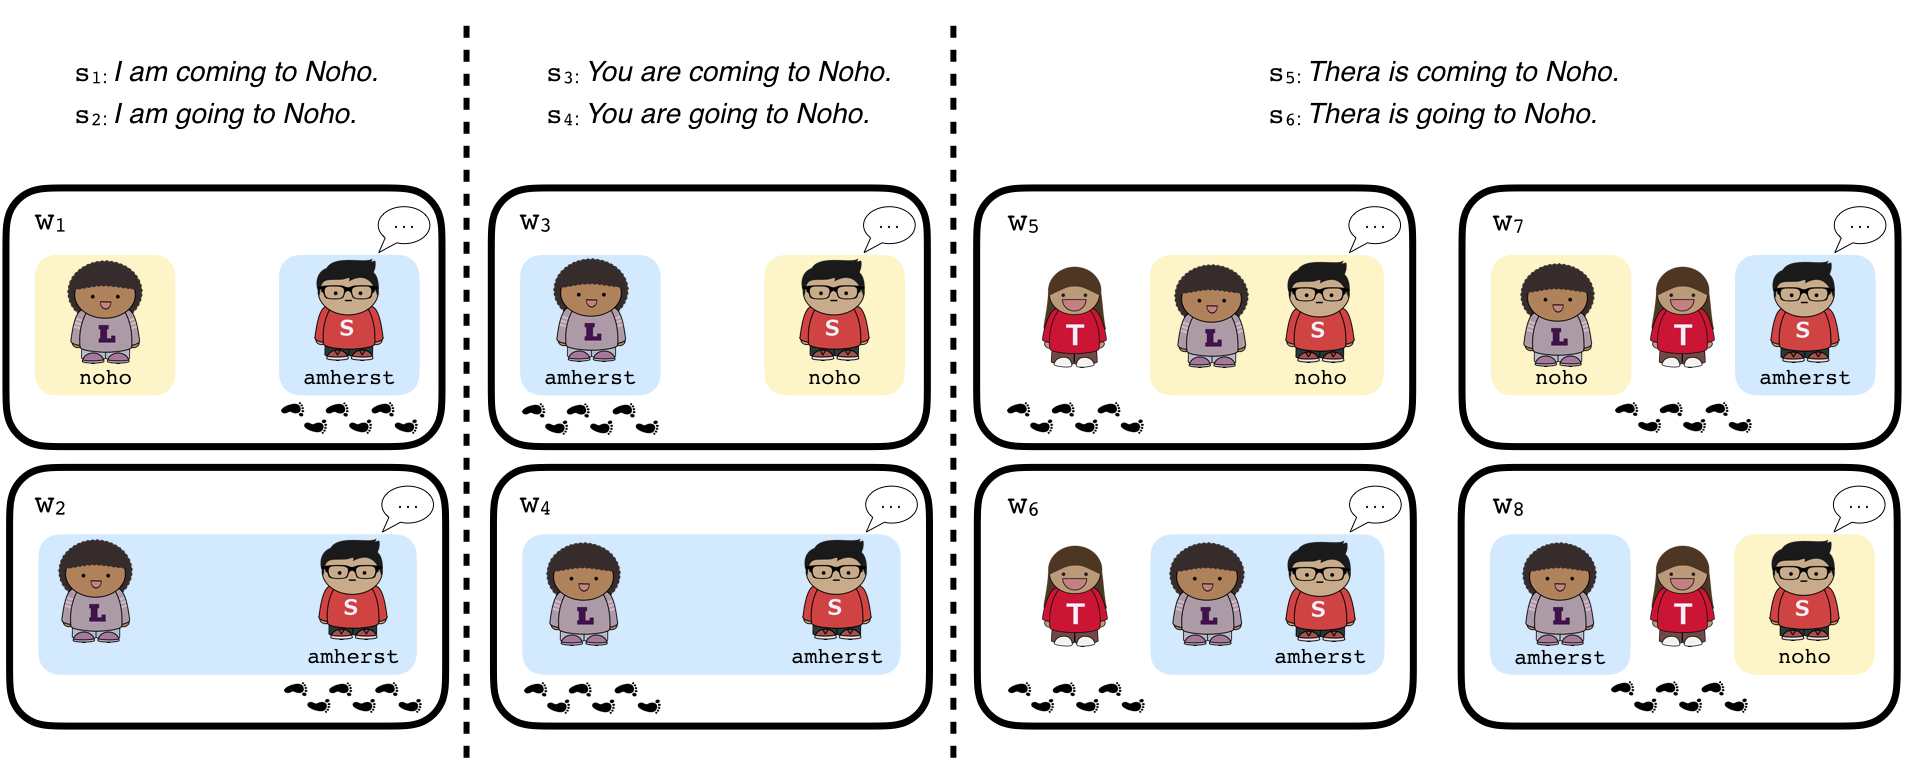 s1: I am coming to Noho.
s2: I am going to Noho.
s3: You are coming to Noho.
s4: You are going to Noho.
s5: Thera is coming to Noho.
s6: Thera is going to Noho.
w1
...
L
S
noho
amherst
w3
...
L
S
amherst
noho
w5
...
T
L
S
noho
w7
...
L
T
S
noho
amherst
w2
...
L
S
amherst
w4
...
L
S
amherst
w6
...
T
L
S
amherst
w8
...
L
T
S
amherst
noho